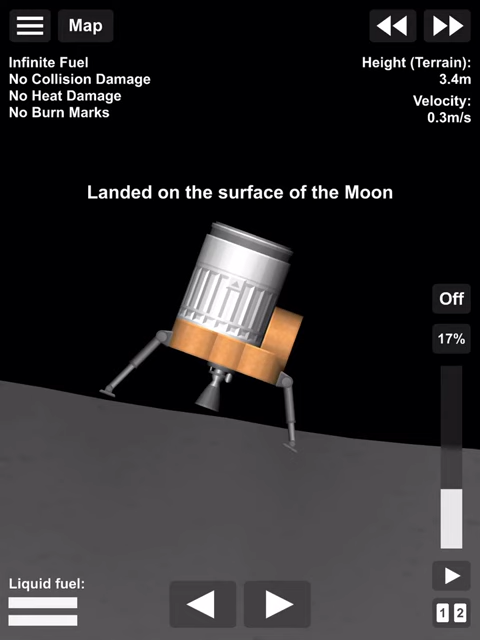 Map
Infinite Fuel
No Collision Damage
No Heat Damage
No Burn Marks
Height (Terrain):
3.4m
Velocity:
0.3m/s
Landed on the surface of the Moon
Off
17%
Liquid fuel:
1 2